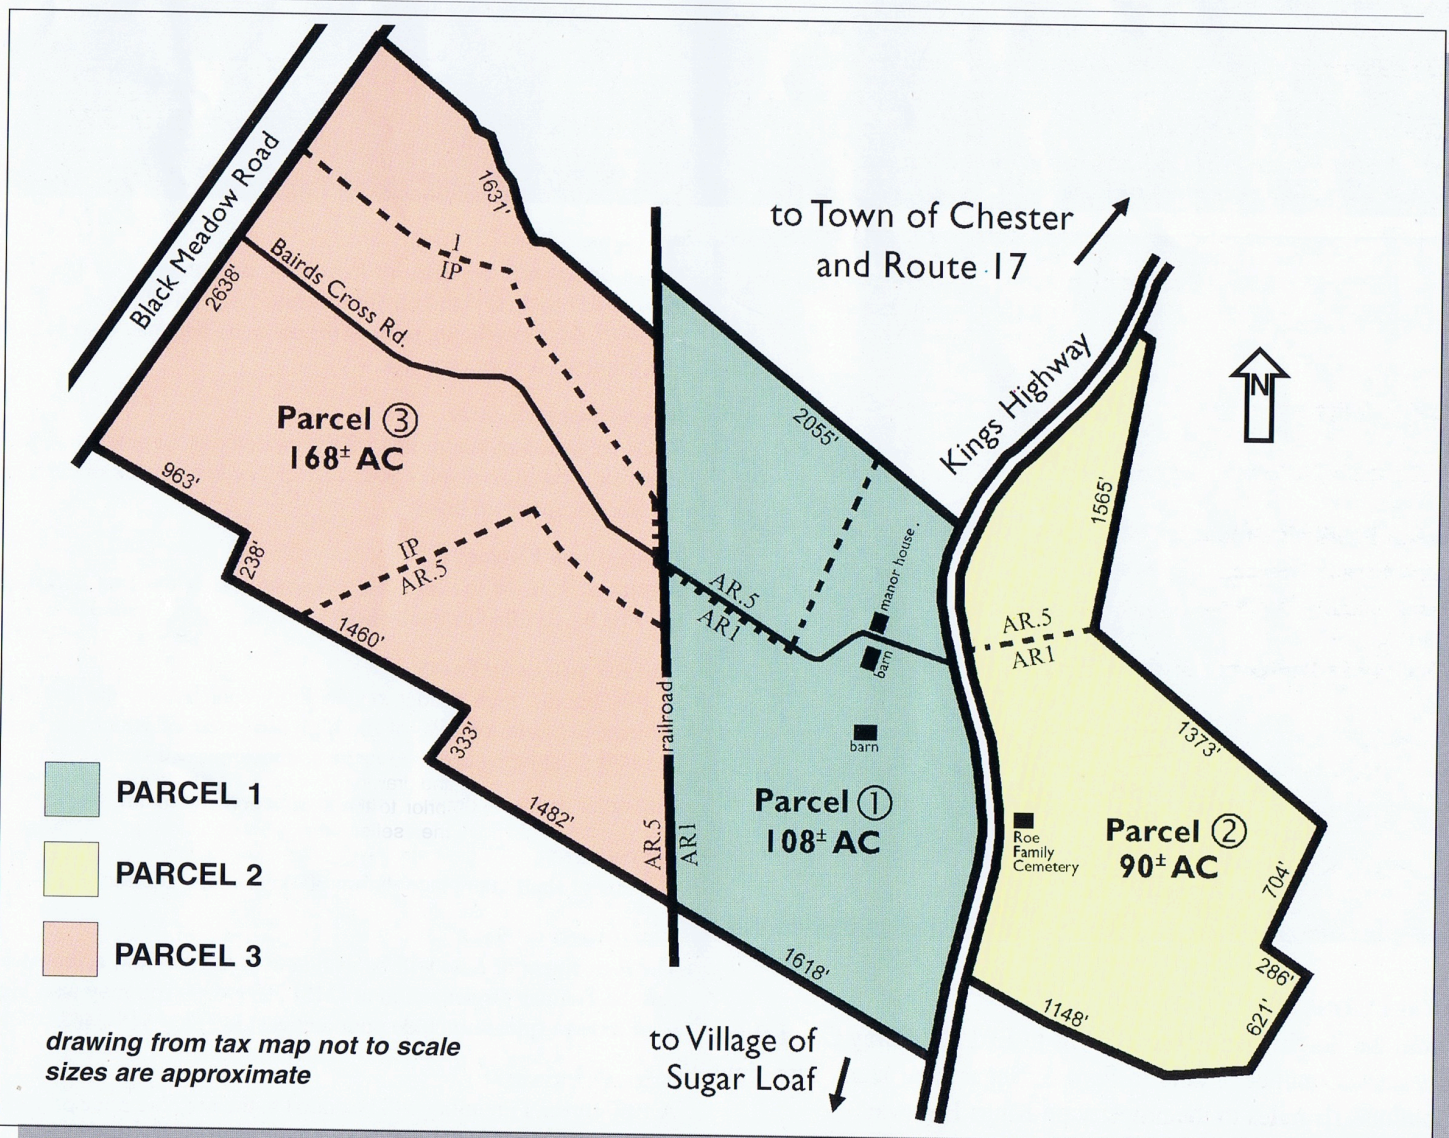 Black Meadow Road
2638'
1631'
I
IP
Bairds Cross Rd.
to Town of Chester
and Route 17
Kings Highway
N
Parcel ③
168± AC
963'
238'
IP
AR.5
1460'
333'
1482'
2055'
manor house
barn
barn
AR.5
AR1
railroad
AR.5
AR1
Parcel ①
108± AC
1618'
1565'
AR.5
AR1
1373'
Roe
Family
Cemetery
Parcel ②
90± AC
704'
286'
621'
1148'
PARCEL 1
PARCEL 2
PARCEL 3
drawing from tax map not to scale
sizes are approximate
to Village of
Sugar Loaf